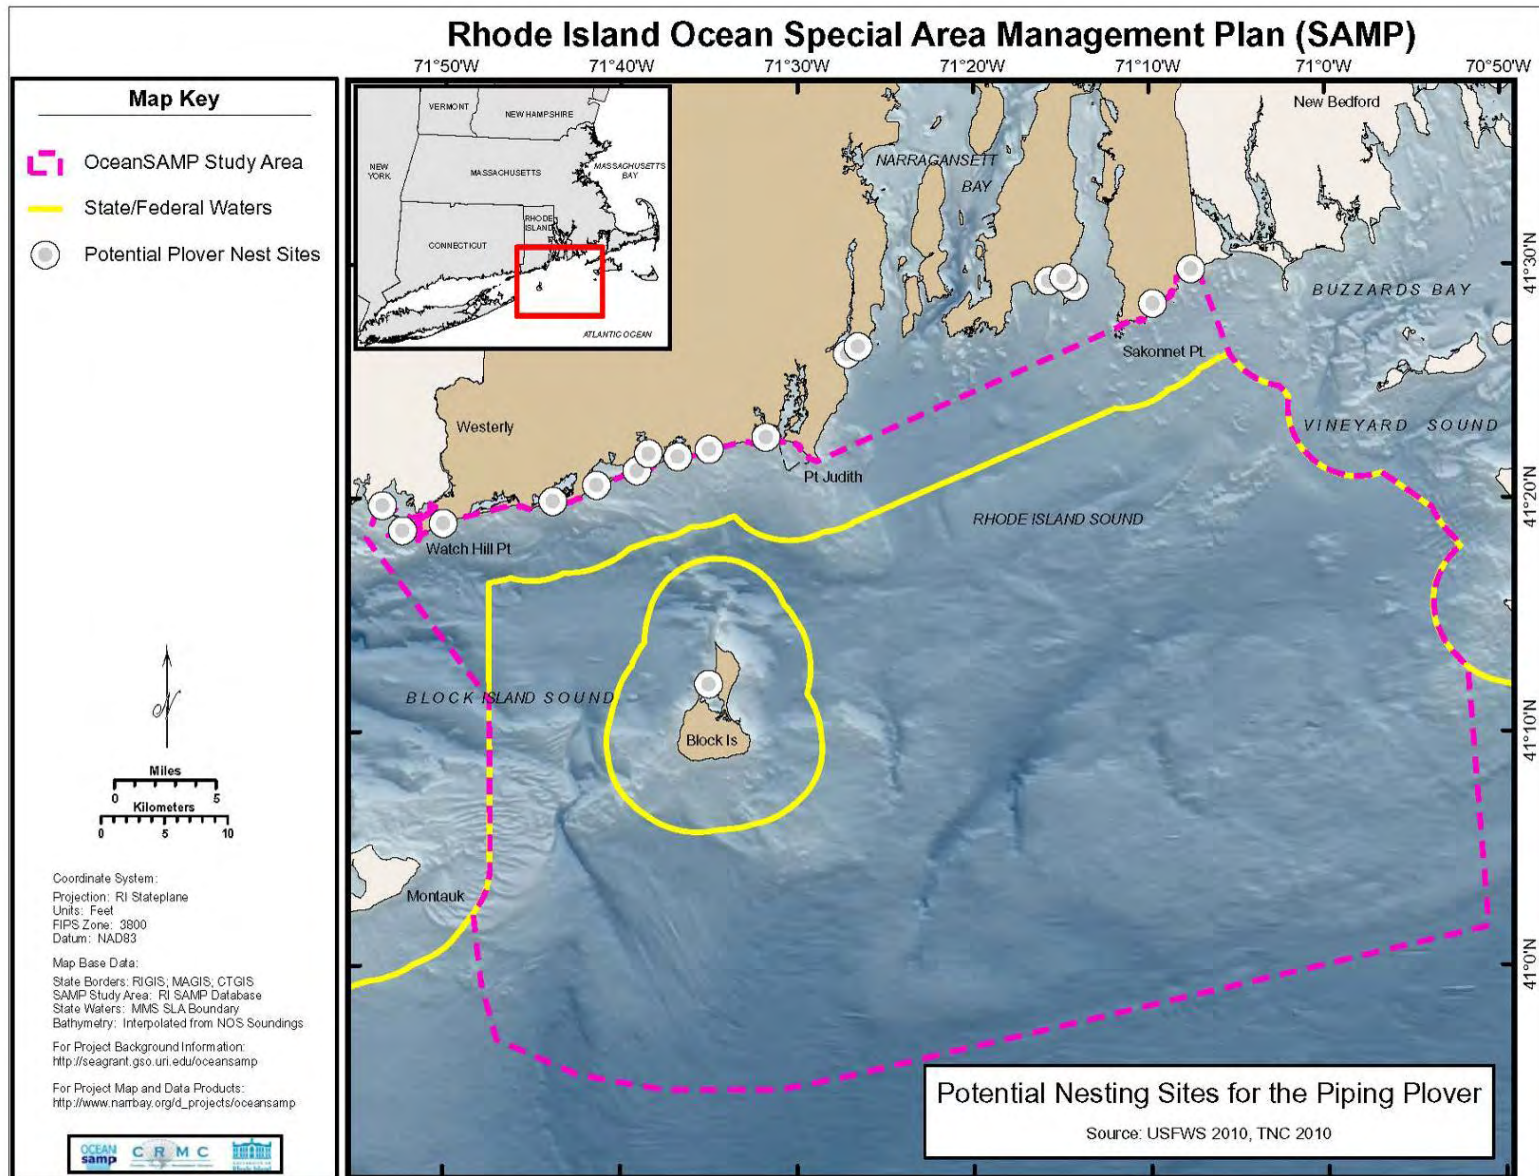 Rhode Island Ocean Special Area Management Plan (SAMP)
71°50'W
71°40'W
71°30'W
71°20'W
71°10'W
71°0'W
70°50'W
Map Key
OceanSAMP Study Area
State/Federal Waters
Potential Plover Nest Sites
VERMONT
NEW HAMPSHIRE
NEW
YORK
MASSACHUSETTS
MASSACHUSETTS
BAY
RHODE
ISLAND
CONNECTICUT
ATLANTIC OCEAN
New Bedford
NARRAGANSETT
BAY
41°30'N
BUZZARDS BAY
Sakonnet Pt.
Westerly
VINEYARD SOUND
Pt Judith
41°20'N
RHODE ISLAND SOUND
Watch Hill Pt
BLOCK ISLAND SOUND
Block Is
41°10'N
Montauk
41°0'N
N
Miles
0 5
Kilometers
0 5 10
Coordinate System:
Projection: RI Stateplane
Units: Feet
FIPS Zone: 3800
Datum: NAD83
Map Base Data:
State Borders: RIGIS; MAGIS; CTGIS
SAMP Study Area: RI SAMP Database
State Waters: MMS SLA Boundary
Bathymetry: Interpolated from NOS Soundings
For Project Background Information:
http://seagrant.gso.uri.edu/oceansamp
For Project Map and Data Products:
http://www.narrbay.org/d_projects/oceansamp
OCEAN
samp
CRMC
Potential Nesting Sites for the Piping Plover
Source: USFWS 2010, TNC 2010